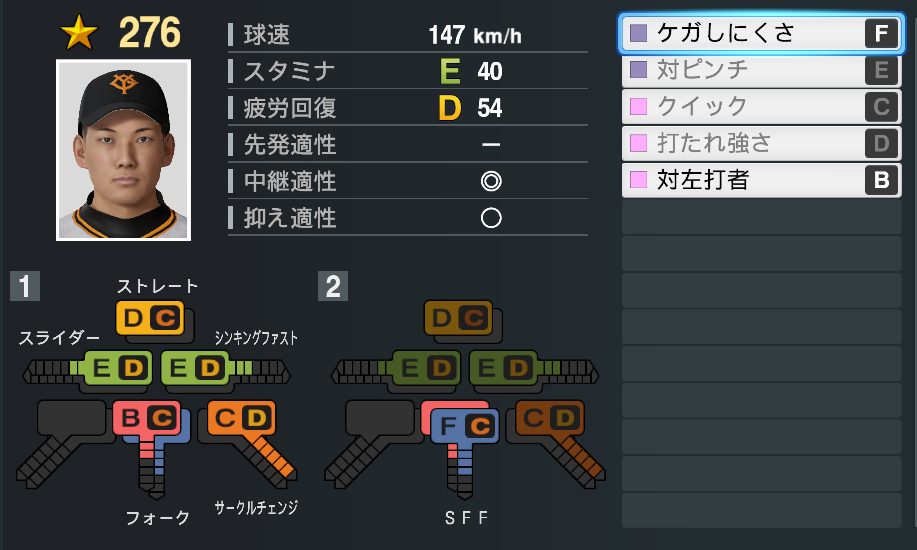 276
球速 147 km/h
スタミナ E 40
疲労回復 D 54
先発適性 －
中継適性 ◎
抑え適性 ○
ケガしにくさ F
対ピンチ E
クイック C
打たれ強さ D
対左打者 B
1
ストレート
D C
スライダー
シンキングファスト
E D
E D
B C
C D
フォーク
サークルチェンジ
2
D C
E D
E D
F C
C D
SFF